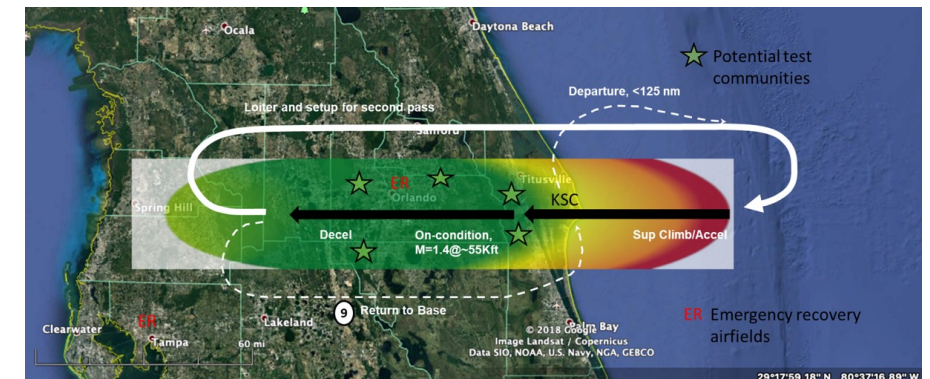 Ocala
Daytona Beach
Potential test
communities
Departure, <125 nm
Loiter and setup for second pass
Sanford
ER
Titusville
Orlando
KSC
Spring Hill
Decel
On-condition,
M=1.4@~55Kft
Sup Climb/Accel
9 Return to Base
ER
Lakeland
Clearwater
Tampa
60 mi
ER Emergency recovery
airfields
Palm Bay
© 2018 Google
Image Landsat / Copernicus
Data SIO, NOAA, U.S. Navy, NGA, GEBCO
29°17'59.18" N 80°37'16.89" W